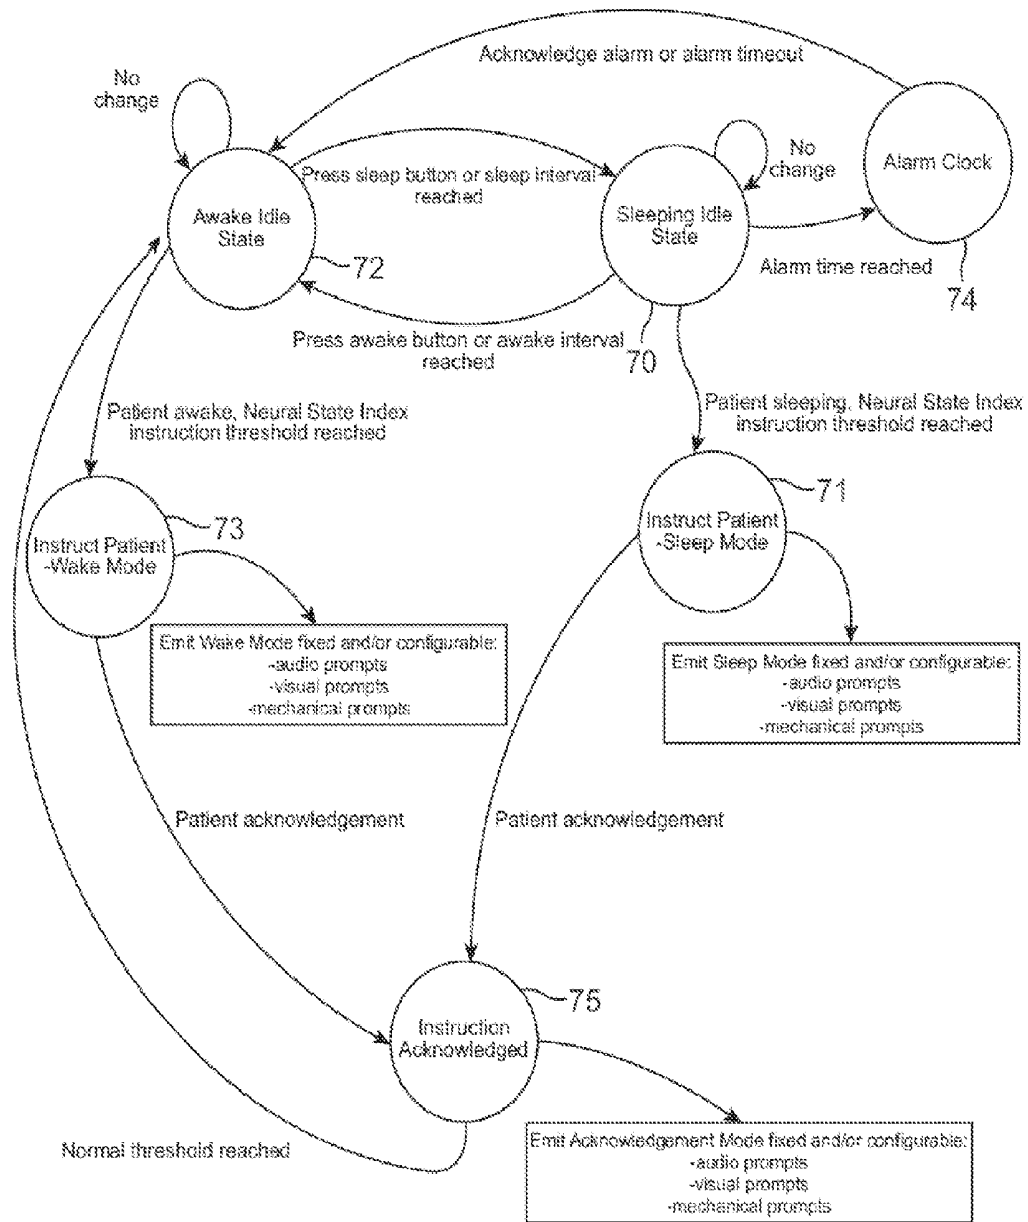 Acknowledge alarm or alarm timeout
No
change
Alarm Clock
No
change
Press sleep button or sleep interval
reached
Awake Idle
State
Sleeping Idle
State
72
Alarm time reached
74
Press awake button or awake interval
reached
70
Patient awake, Neural State Index
instruction threshold reached
Patient sleeping, Neural State Index
instruction threshold reached
71
73
Instruct Patient
-Wake Mode
Instruct Patient
-Sleep Mode
Emit Wake Mode fixed and/or configurable:
-audio prompts
-visual prompts
-mechanical prompts
Emit Sleep Mode fixed and/or configurable:
-audio prompts
-visual prompts
-mechanical prompts
Patient acknowledgement
Patient acknowledgement
75
Instruction
Acknowledged
Normal threshold reached
Emit Acknowledgement Mode fixed and/or configurable:
-audio prompts
-visual prompts
-mechanical prompts